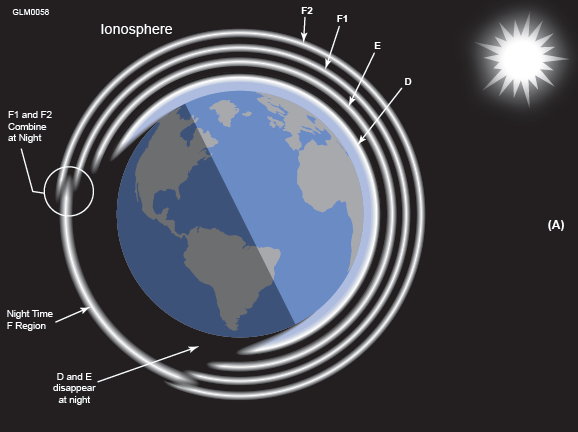 GLM0058
Ionosphere
F2
F1
E
D
F1 and F2
Combine
at Night
(A)
Night Time
F Region
D and E
disappear
at night